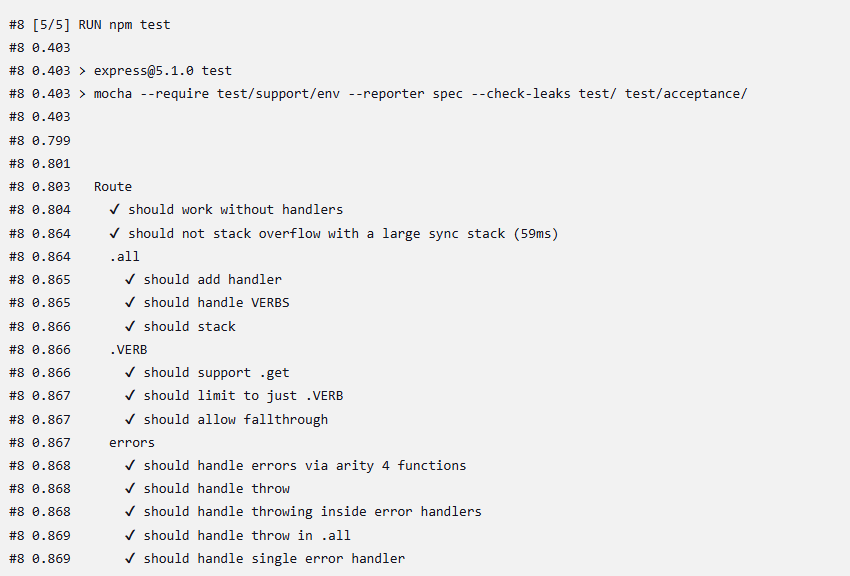 #8 [5/5] RUN npm test
#8 0.403
#8 0.403 > express@5.1.0 test
#8 0.403 > mocha --require test/support/env --reporter spec --check-leaks test/ test/acceptance/
#8 0.403
#8 0.799
#8 0.801
#8 0.803   Route
#8 0.804     ✓ should work without handlers
#8 0.864     ✓ should not stack overflow with a large sync stack (59ms)
#8 0.864     .all
#8 0.865       ✓ should add handler
#8 0.865       ✓ should handle VERBS
#8 0.866       ✓ should stack
#8 0.866     .VERB
#8 0.866       ✓ should support .get
#8 0.867       ✓ should limit to just .VERB
#8 0.867       ✓ should allow fallthrough
#8 0.867     errors
#8 0.868       ✓ should handle errors via arity 4 functions
#8 0.868       ✓ should handle throw
#8 0.868       ✓ should handle throwing inside error handlers
#8 0.869       ✓ should handle throw in .all
#8 0.869       ✓ should handle single error handler